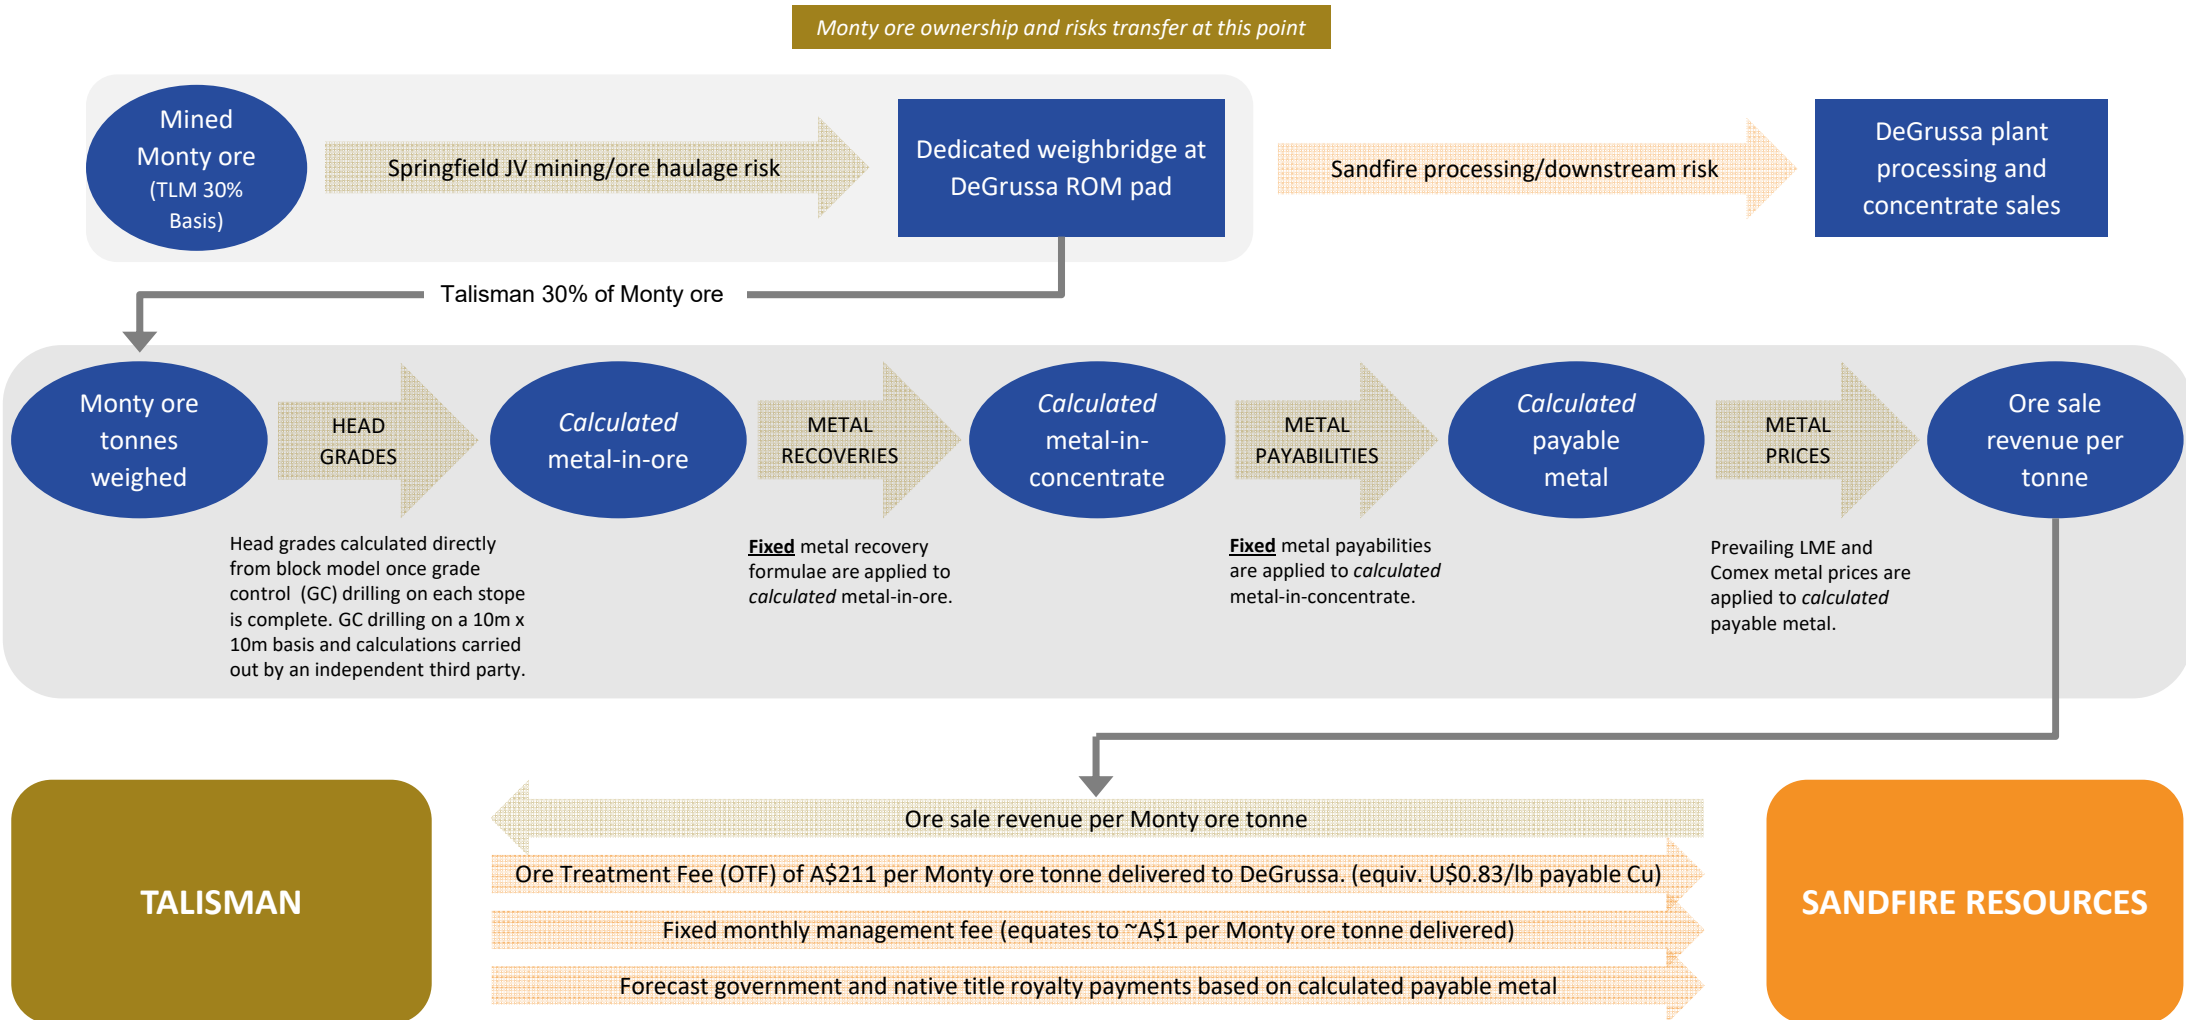 Monty ore ownership and risks transfer at this point
Mined
Monty ore
(TLM 30%
Basis)
Springfield JV mining/ore haulage risk
Dedicated weighbridge at
DeGrussa ROM pad
Sandfire processing/downstream risk
DeGrussa plant
processing and
concentrate sales
Talisman 30% of Monty ore
Monty ore
tonnes
weighed
HEAD
GRADES
Calculated
metal-in-ore
METAL
RECOVERIES
Calculated
metal-in-
concentrate
METAL
PAYABILITIES
Calculated
payable
metal
METAL
PRICES
Ore sale
revenue per
tonne
Head grades calculated directly
from block model once grade
control (GC) drilling on each stope
is complete. GC drilling on a 10m x
10m basis and calculations carried
out by an independent third party.
Fixed metal recovery
formulae are applied to
calculated metal-in-ore.
Fixed metal payabilities
are applied to calculated
metal-in-concentrate.
Prevailing LME and
Comex metal prices are
applied to calculated
payable metal.
TALISMAN
Ore sale revenue per Monty ore tonne
Ore Treatment Fee (OTF) of A$211 per Monty ore tonne delivered to DeGrussa. (equiv. U$0.83/lb payable Cu)
Fixed monthly management fee (equates to ~A$1 per Monty ore tonne delivered)
Forecast government and native title royalty payments based on calculated payable metal
SANDFIRE RESOURCES